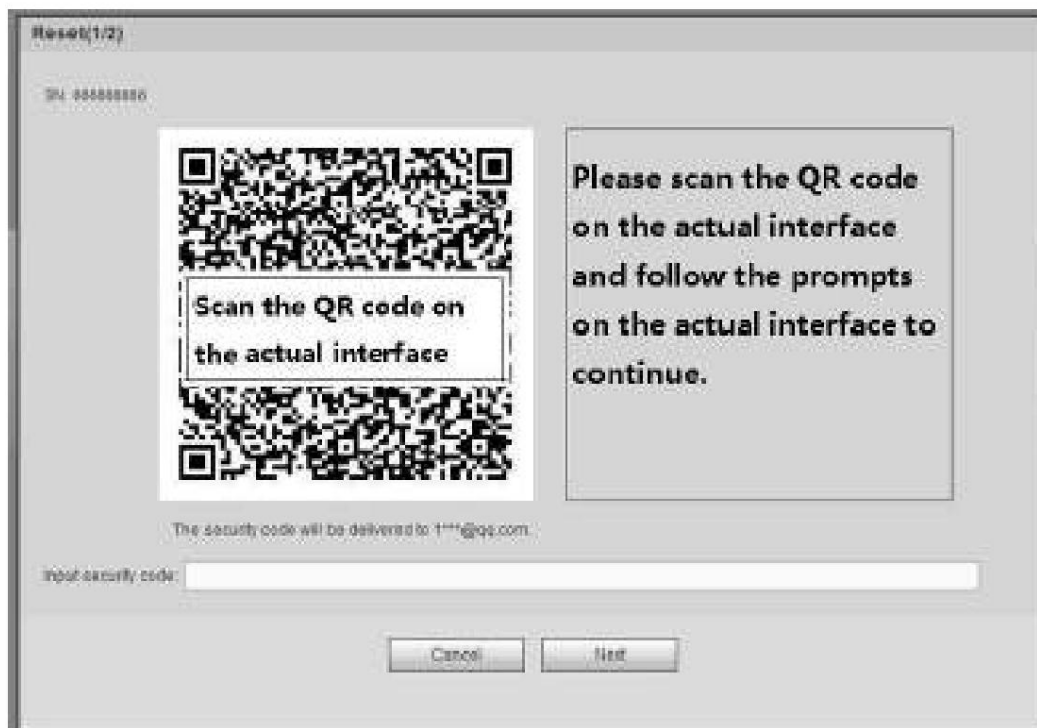 Reset(1/2)
SN:
Scan the QR code on
the actual interface
Please scan the QR code
on the actual interface
and follow the prompts
on the actual interface to
continue.
The security code will be delivered to 1***@qq.com.
Input security code:
Cancel
Next